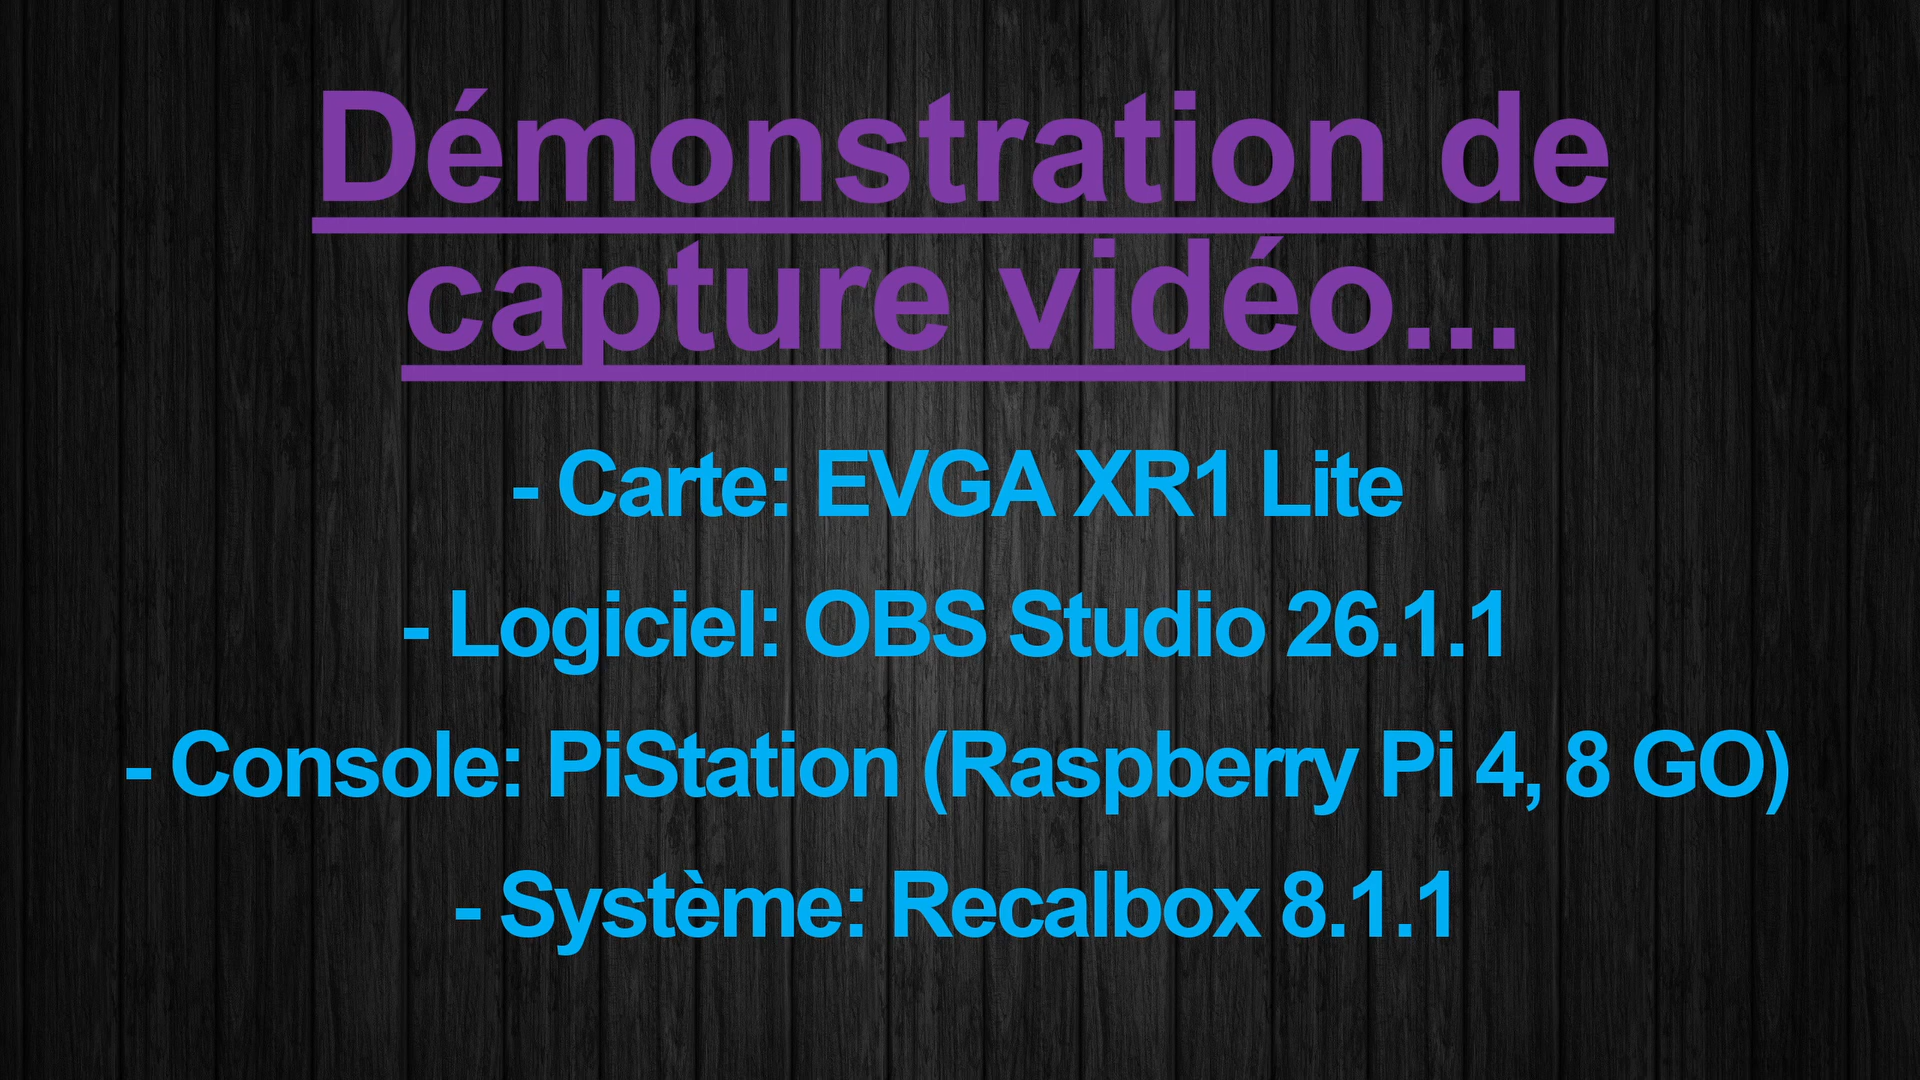 Démonstration de
capture vidéo...
- Carte: EVGA XR1 Lite
- Logiciel: OBS Studio 26.1.1
- Console: PiStation (Raspberry Pi 4, 8 GO)
- Système: Recalbox 8.1.1